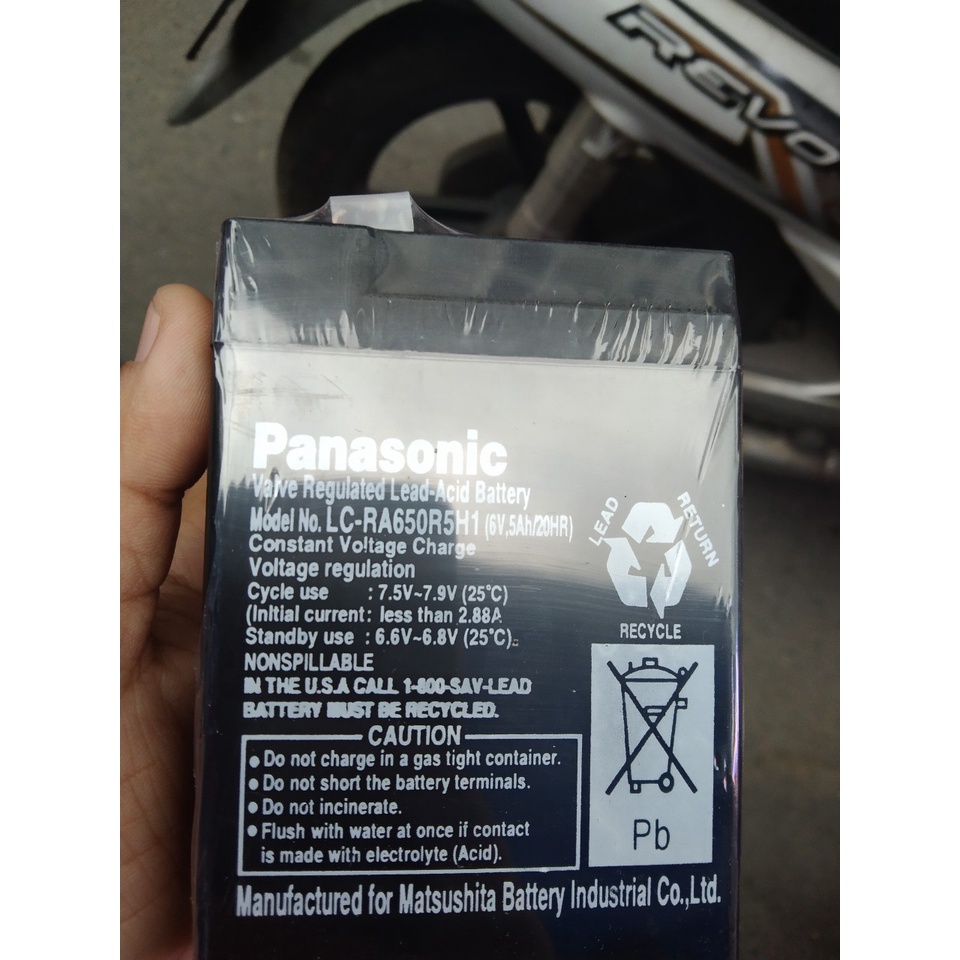 REVO
Panasonic
Valve Regulated Lead-Acid Battery
Model No. LC-RA650R5H1 (6V,5Ah/20HR)
Constant Voltage Charge
Voltage regulation
Cycle use : 7.5V~7.9V (25°C)
(Initial current: less than 2.88A
Standby use : 6.6V~6.8V (25°C).
NONSPILLABLE
IN THE U.S.A CALL 1-800-SAV-LEAD
BATTERY MUST BE RECYCLED.
LEAD
RETURN
RECYCLE
CAUTION
● Do not charge in a gas tight container.
● Do not short the battery terminals.
● Do not incinerate.
● Flush with water at once if contact
is made with electrolyte (Acid).
Pb
Manufactured for Matsushita Battery Industrial Co.,Ltd.